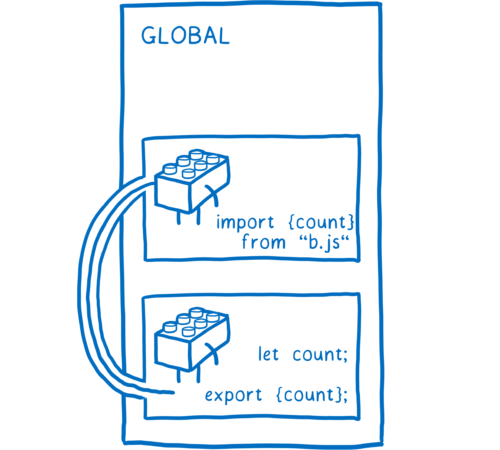 GLOBAL
import {count}
from "b.js"
let count;
export {count};